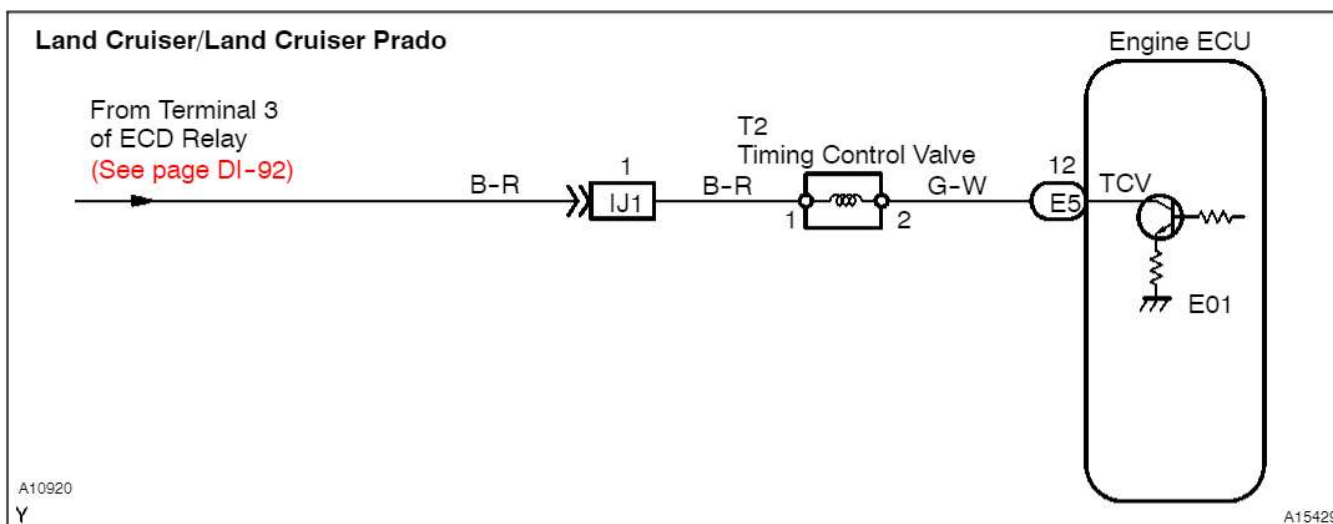 Land Cruiser/Land Cruiser Prado
Engine ECU
From Terminal 3
of ECD Relay
(See page DI-92)
T2
Timing Control Valve
B-R
1
IJ1
B-R
1
2
G-W
12
E5
TCV
E01
A10920
Y
A15429